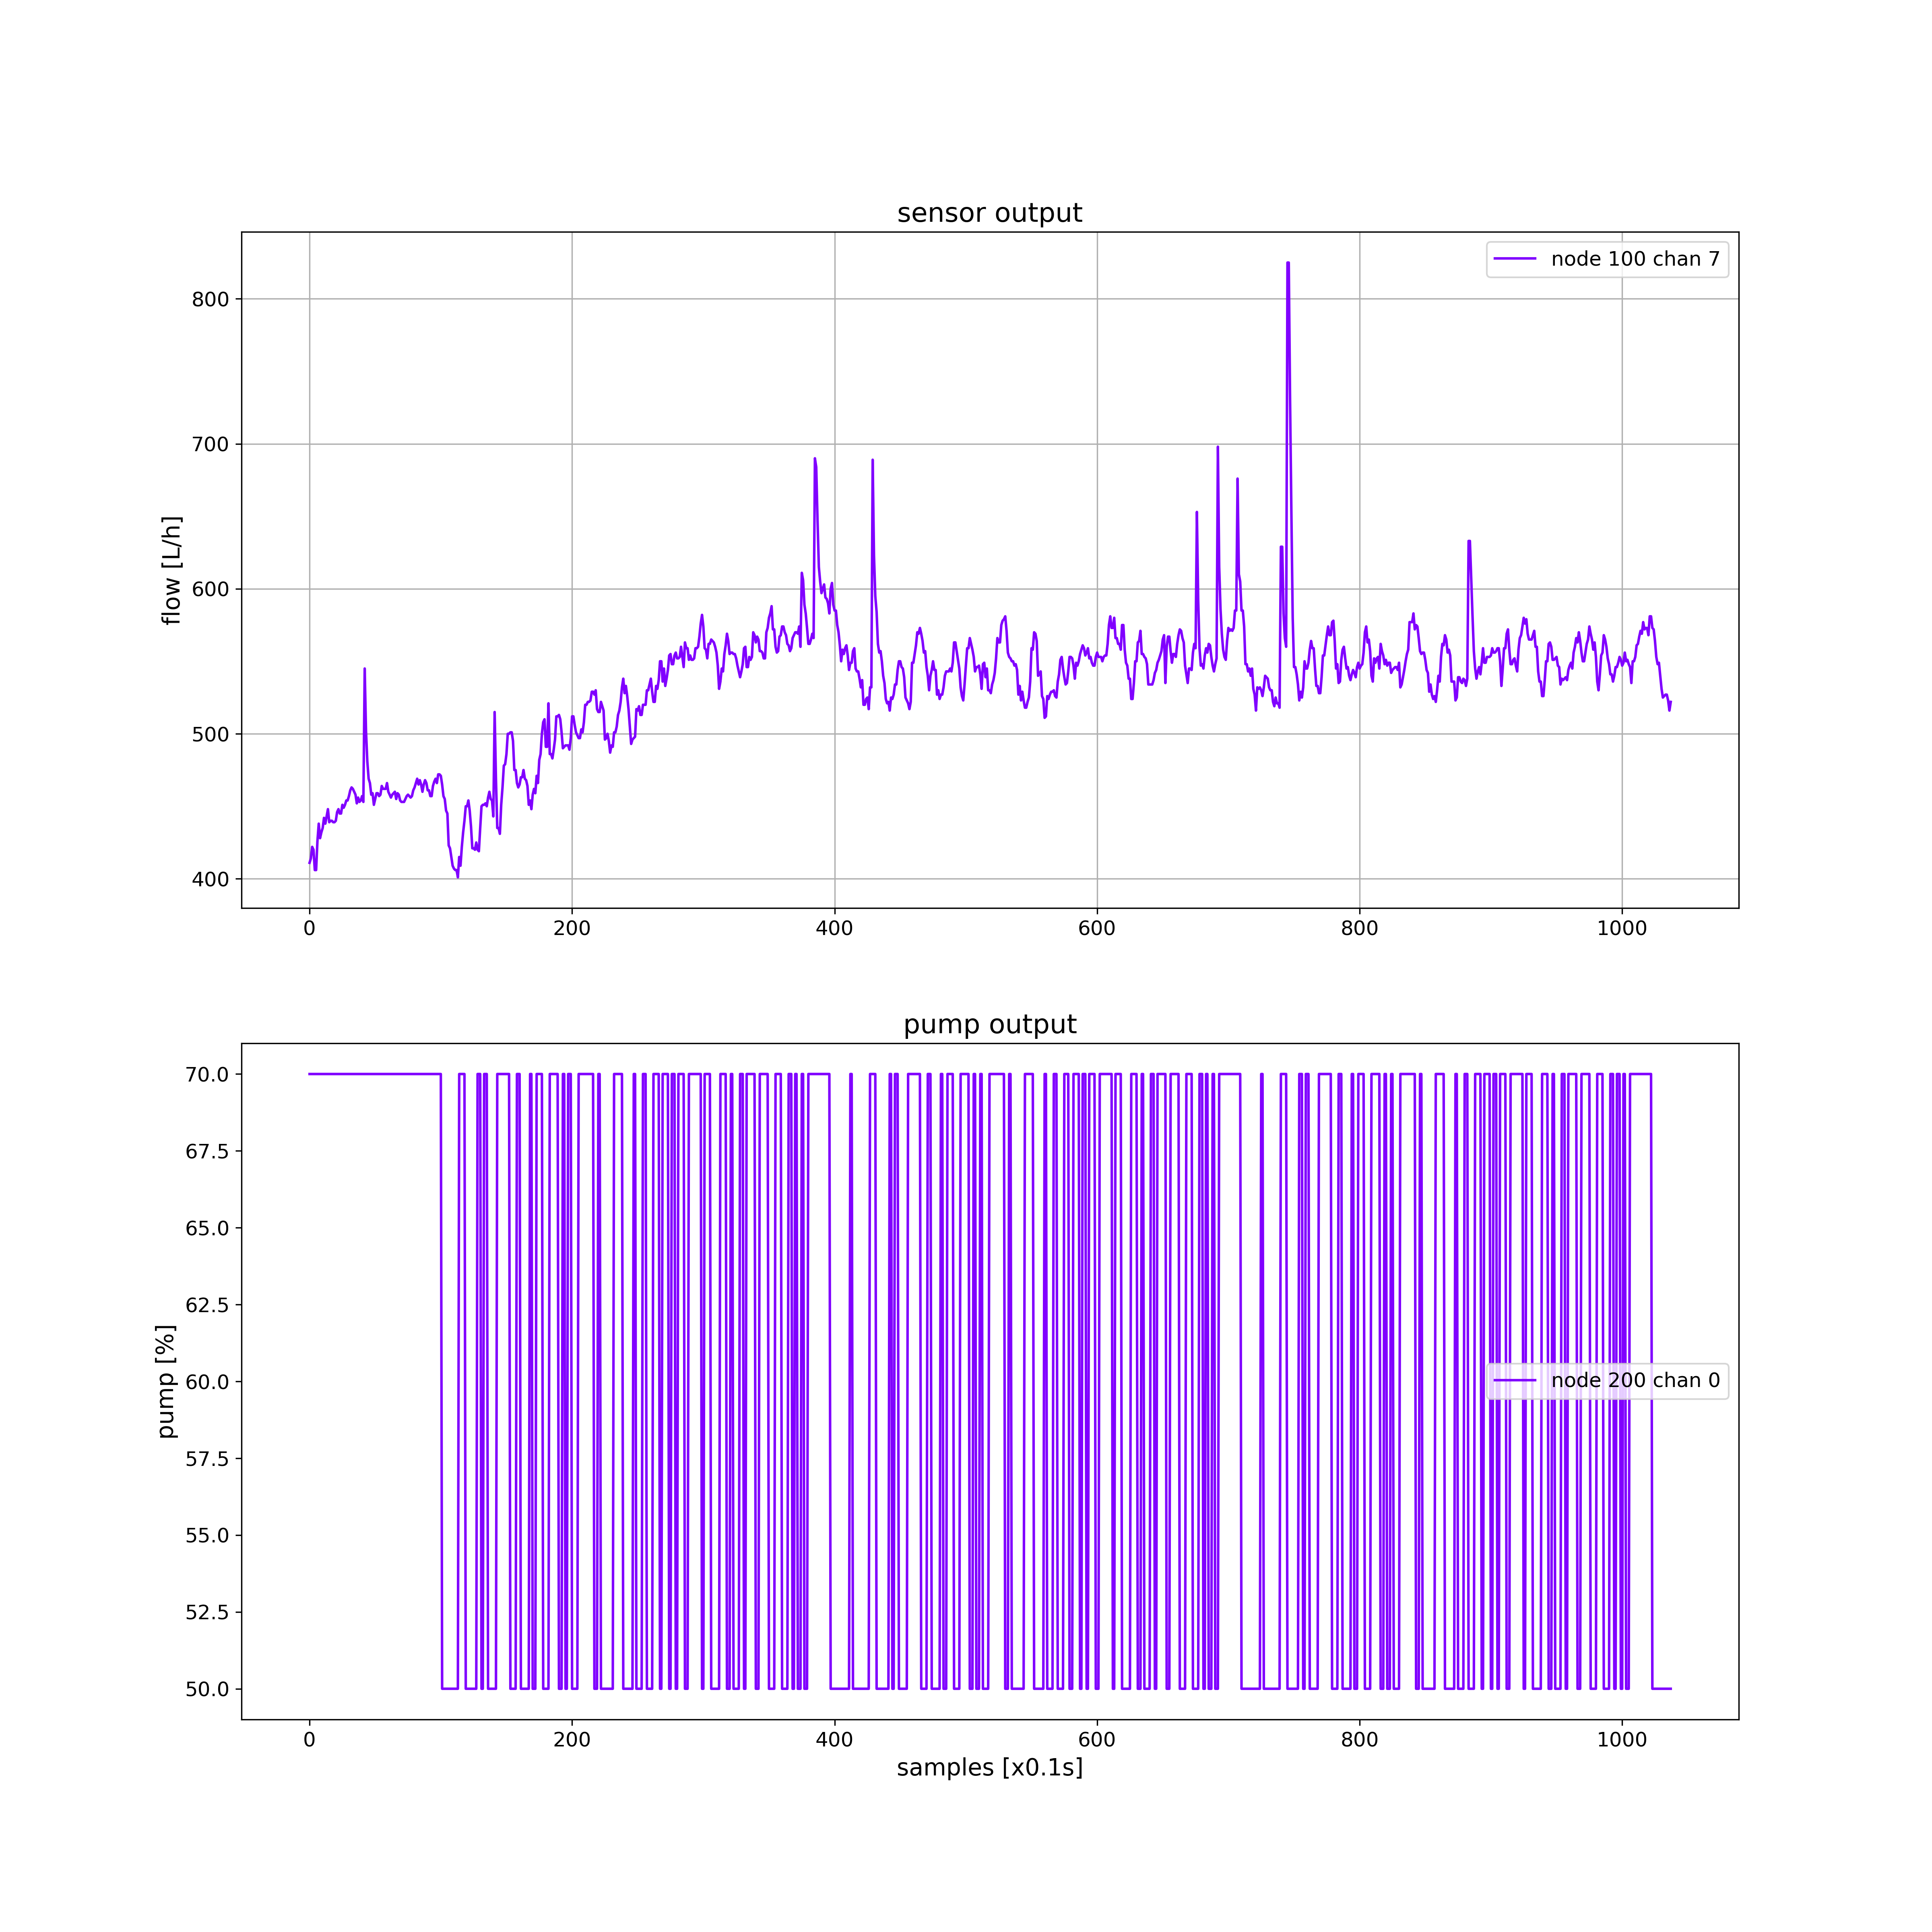 sensor output
node 100 chan 7
flow [L/h]
800
700
600
500
400
0 200 400 600 800 1000
pump output
node 200 chan 0
pump [%]
70.0
67.5
65.0
62.5
60.0
57.5
55.0
52.5
50.0
0 200 400 600 800 1000
samples [x0.1s]